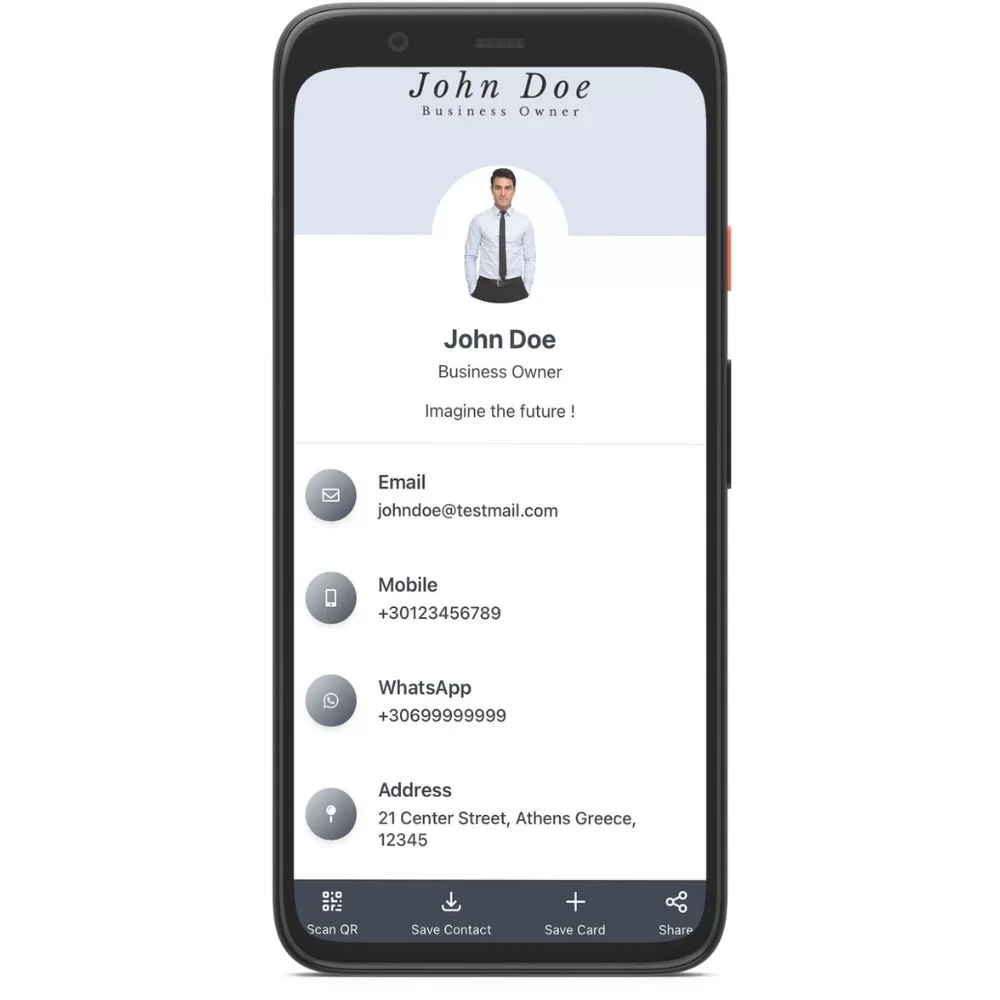 John Doe
Business Owner
John Doe
Business Owner
Imagine the future !
Email
johndoe@testmail.com
Mobile
+30123456789
WhatsApp
+30699999999
Address
21 Center Street, Athens Greece,
12345
Scan QR
Save Contact
Save Card
Share